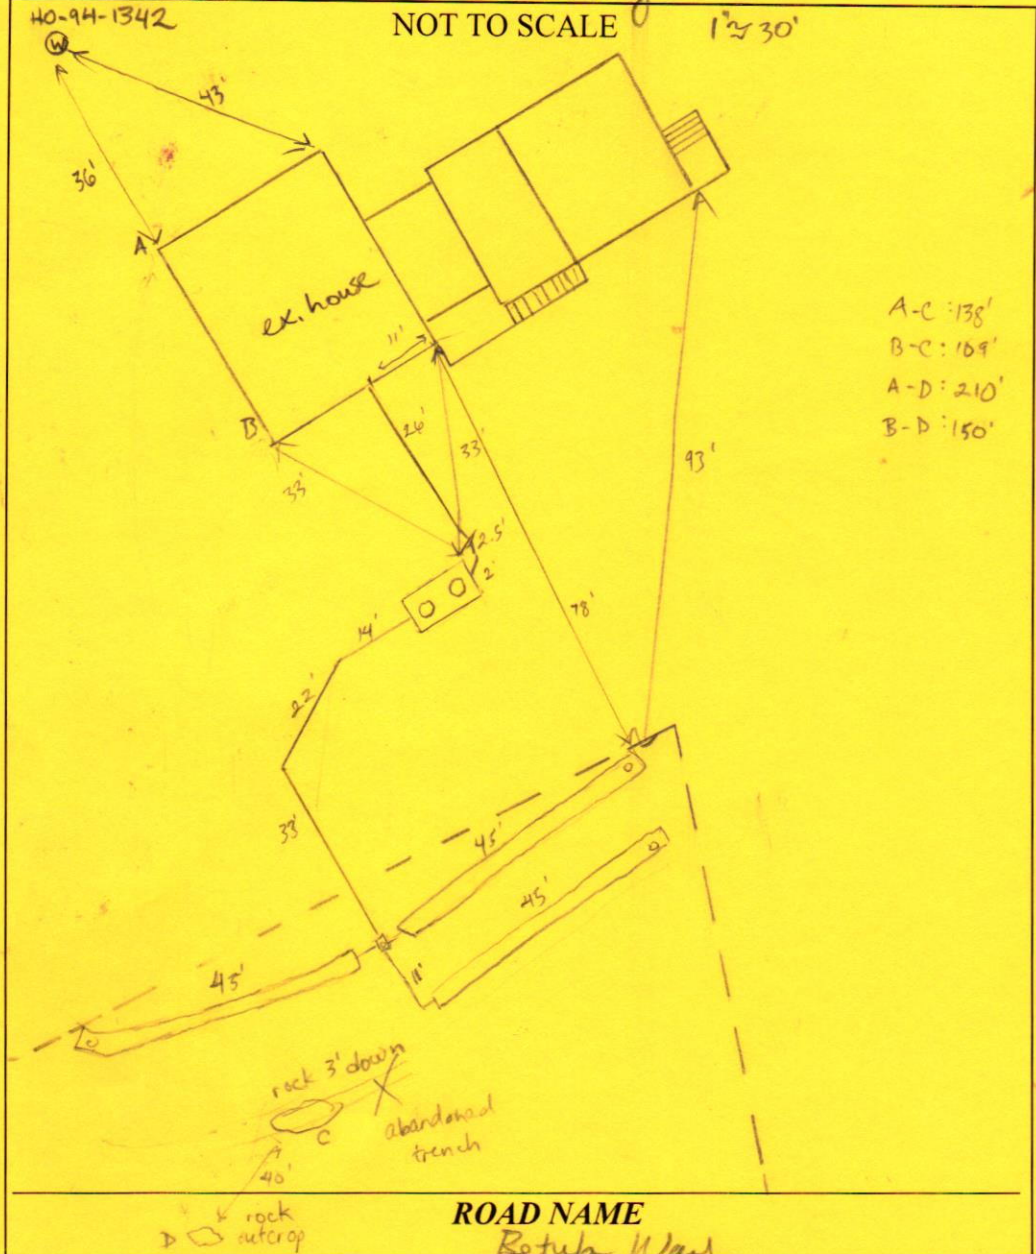 HO-94-1342
NOT TO SCALE
1"≈30'
W
43'
36'
A
ex. house
11'
B
26'
33'
33'
93'
A-C: 138'
B-C: 109'
A-D: 210'
B-D: 150'
2.5'
2'
14'
78'
22'
33'
45'
45'
11'
45'
rock 3' down
C
abandoned
trench
40'
D
rock
outcrop
ROAD NAME
Way